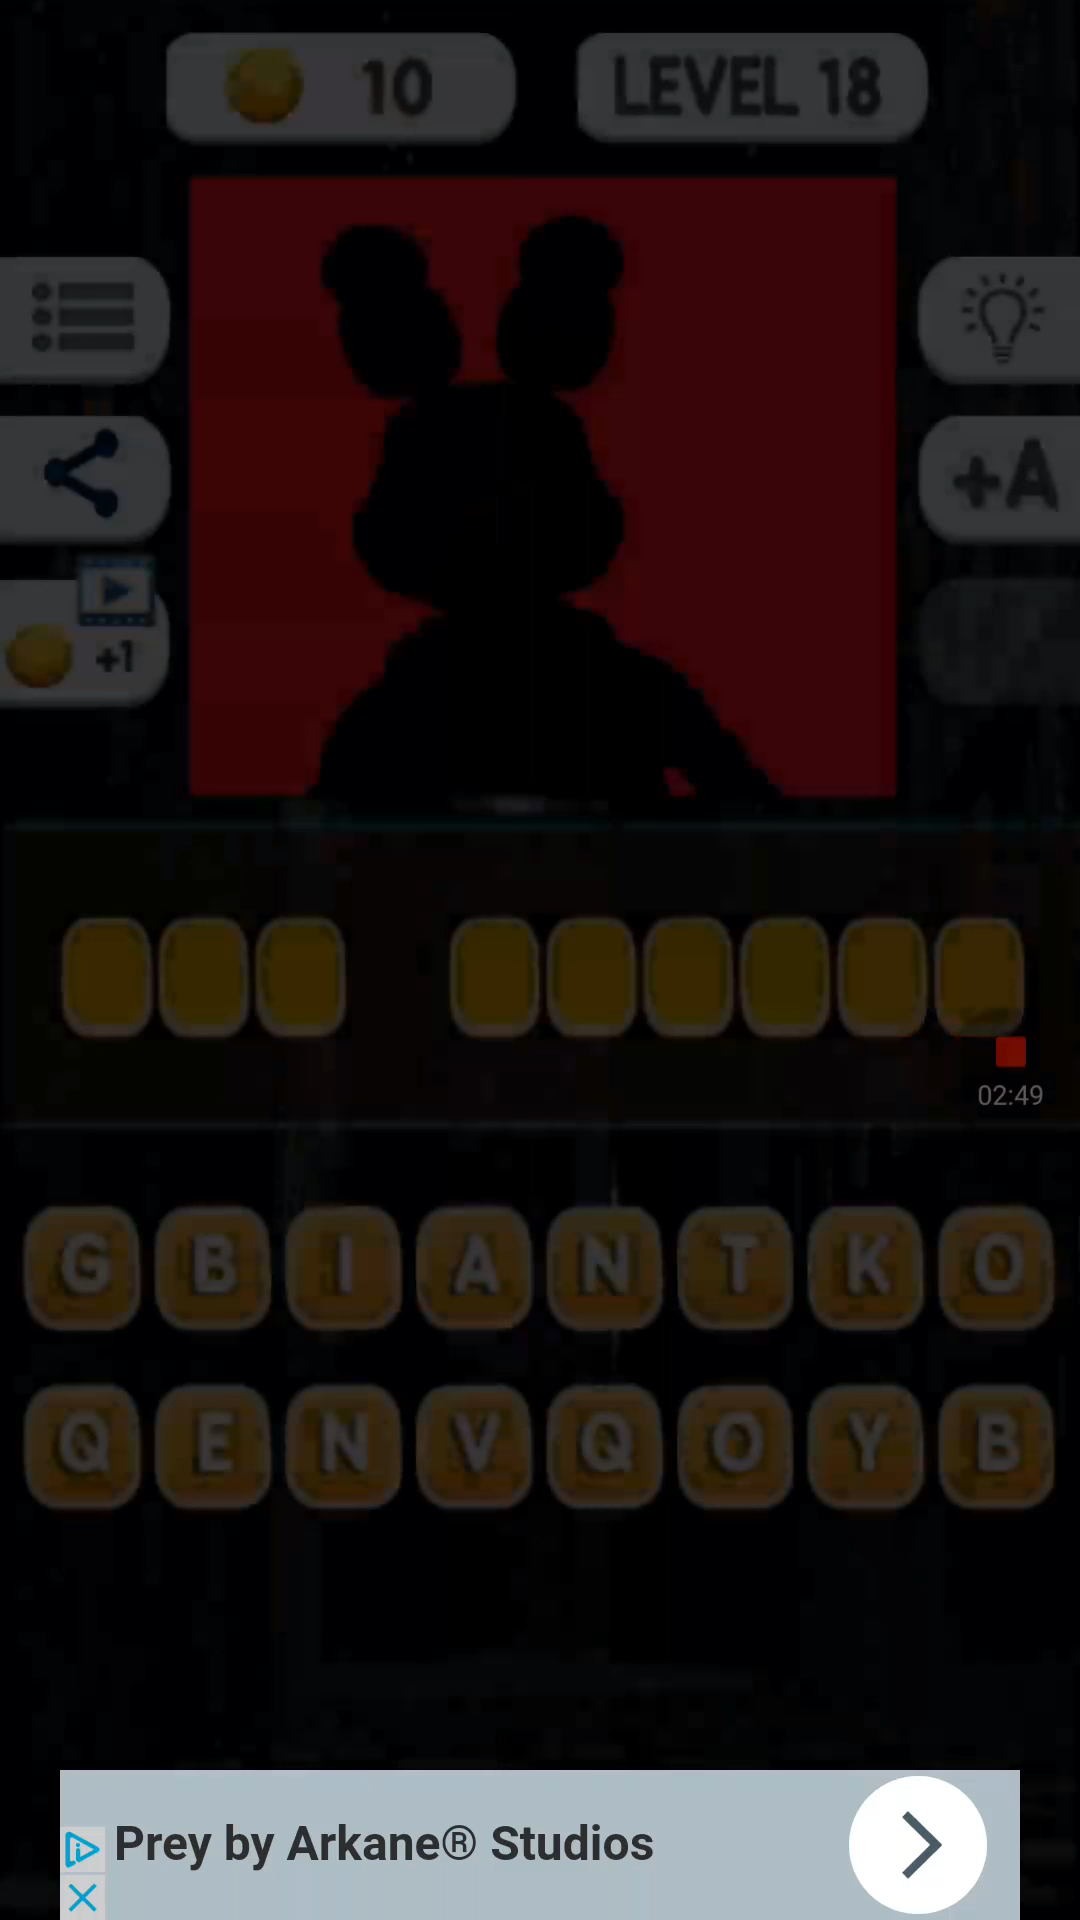 10 LEVEL 18
+A
+1
02:49
G B I A N T K O
Q E N V Q O Y B
Prey by Arkane® Studios